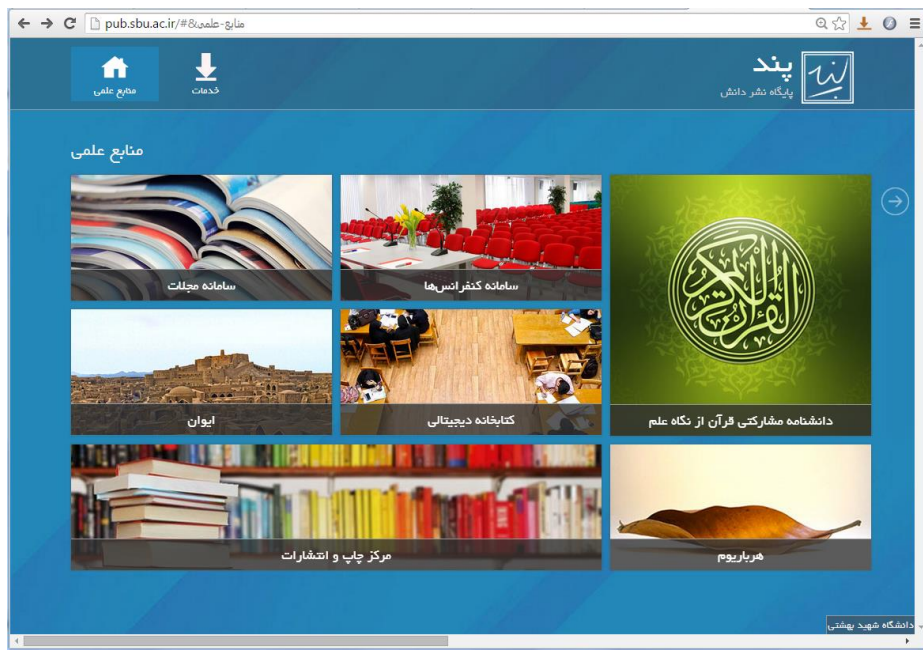 pub.sbu.ac.ir/#&منابع-علمی
پند
پایگاه نشر دانش
خدمات
منابع علمی
منابع علمی
دانشنامه مشارکتی قرآن از نگاه علم
سامانه کنفرانس‌ها
سامانه مجلات
کتابخانه دیجیتالی
ایوان
هرباریوم
مرکز چاپ و انتشارات
دانشگاه شهید بهشتی